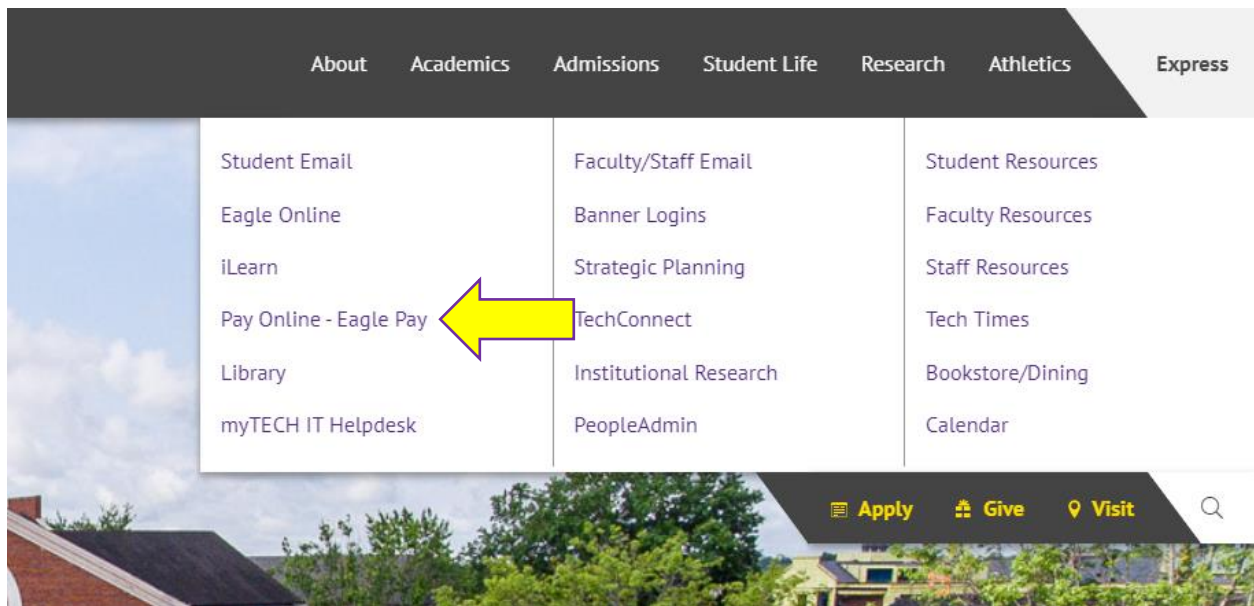 About Academics Admissions Student Life Research Athletics Express
Student Email
Eagle Online
iLearn
Pay Online - Eagle Pay
Library
myTECH IT Helpdesk
Faculty/Staff Email
Banner Logins
Strategic Planning
TechConnect
Institutional Research
PeopleAdmin
Student Resources
Faculty Resources
Staff Resources
Tech Times
Bookstore/Dining
Calendar
Apply Give Visit